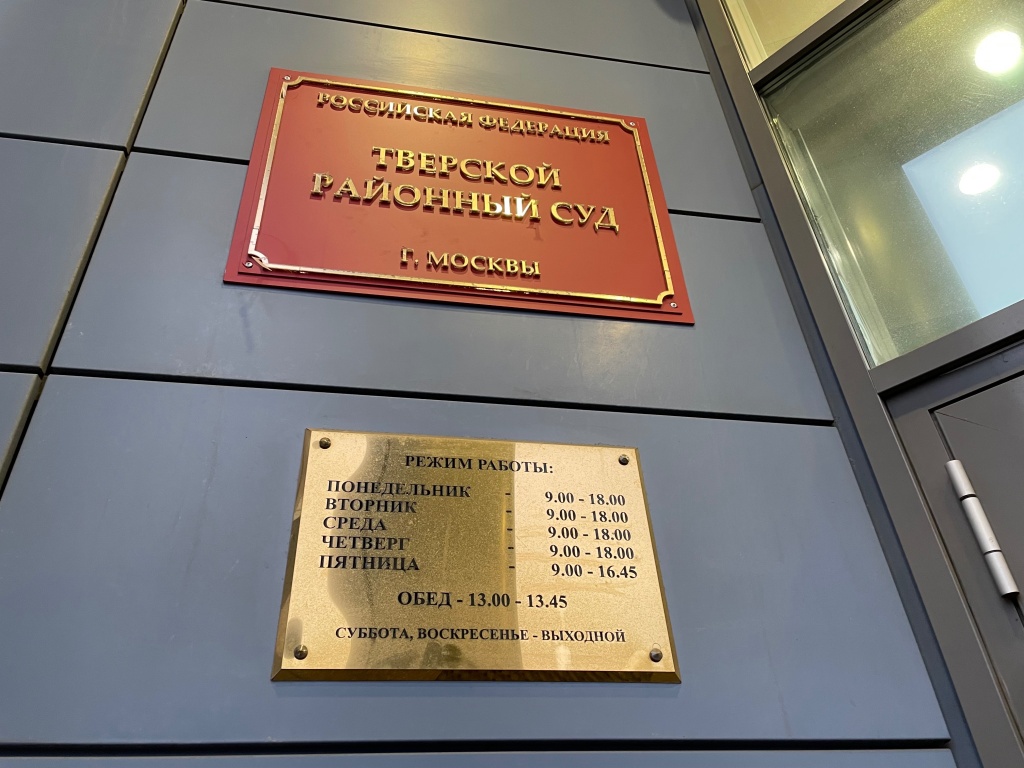 РОССИЙСКАЯ ФЕДЕРАЦИЯ
ТВЕРСКОЙ
РАЙОННЫЙ СУД
Г. МОСКВЫ
РЕЖИМ РАБОТЫ:
ПОНЕДЕЛЬНИК - 9.00 - 18.00
ВТОРНИК - 9.00 - 18.00
СРЕДА - 9.00 - 18.00
ЧЕТВЕРГ - 9.00 - 18.00
ПЯТНИЦА - 9.00 - 16.45
ОБЕД - 13.00 - 13.45
СУББОТА, ВОСКРЕСЕНЬЕ - ВЫХОДНОЙ